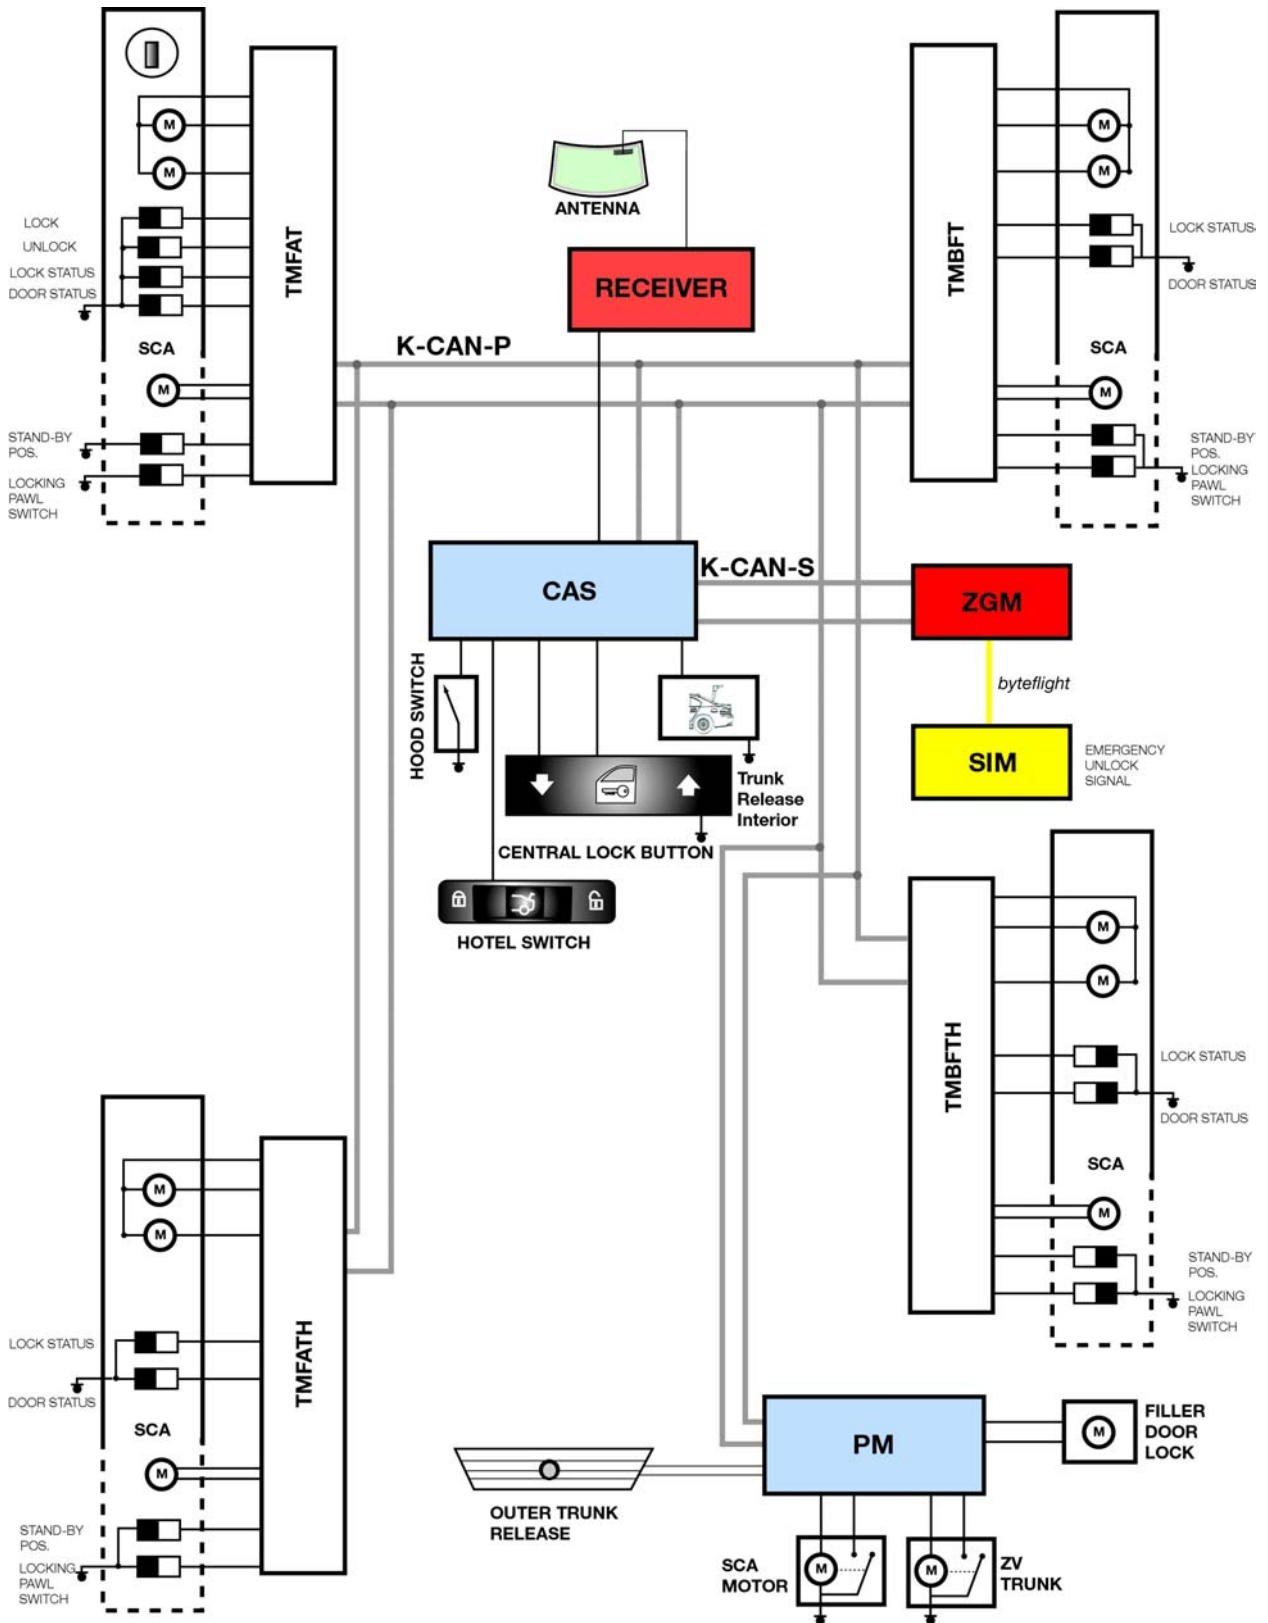 M
M
LOCK
UNLOCK
LOCK STATUS
DOOR STATUS
SCA
M
STAND-BY
POS.
LOCKING
PAWL
SWITCH
TMFAT
ANTENNA
RECEIVER
K-CAN-P
TMBFT
M
M
LOCK STATUS
DOOR STATUS
SCA
M
STAND-BY
POS.
LOCKING
PAWL
SWITCH
CAS
K-CAN-S
ZGM
byteflight
SIM
EMERGENCY
UNLOCK
SIGNAL
HOOD SWITCH
Trunk
Release
Interior
CENTRAL LOCK BUTTON
HOTEL SWITCH
TMBFTH
M
M
LOCK STATUS
DOOR STATUS
SCA
M
STAND-BY
POS.
LOCKING
PAWL
SWITCH
M
M
LOCK STATUS
DOOR STATUS
SCA
M
STAND-BY
POS.
LOCKING
PAWL
SWITCH
TMFATH
PM
M
FILLER
DOOR
LOCK
OUTER TRUNK
RELEASE
SCA
MOTOR
M
M
ZV
TRUNK